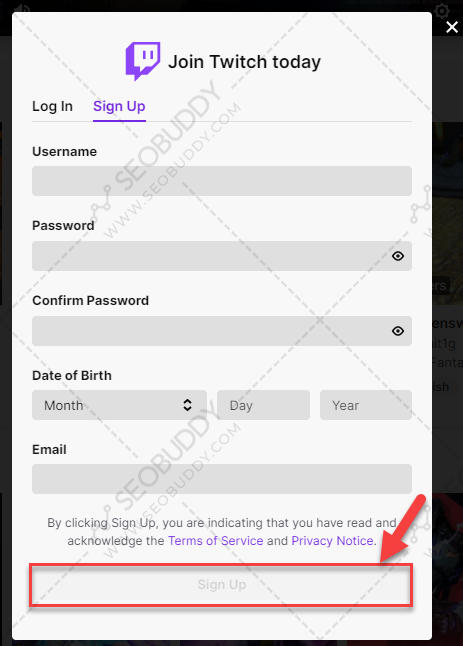 Join Twitch today
Log In Sign Up
Username
Password
Confirm Password
Date of Birth
Month Day Year
Email
By clicking Sign Up, you are indicating that you have read and
acknowledge the Terms of Service and Privacy Notice.
Sign Up
SEOBUDDY
WWW.SEOBUDDY.COM
SEOBUDDY
WWW.SEOBUDDY.COM